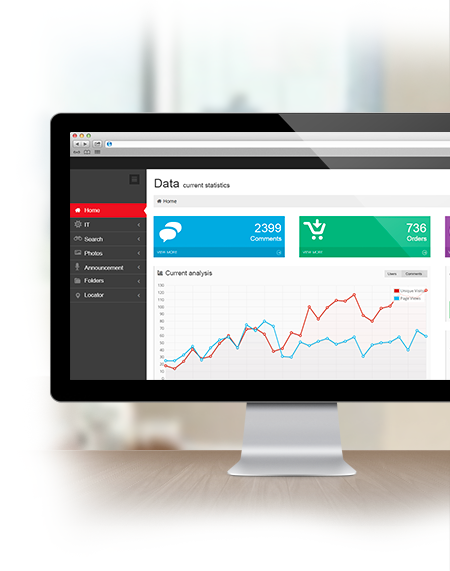 Data current statistics
Home
Home
IT
Search
Photos
Announcement
Folders
Locator
2399
Comments
VIEW MORE
736
Orders
VIEW MORE
Current analysis
Users
Comments
Unique Visits
Page Views
130
120
110
100
90
80
70
60
50
40
30
20
10
0